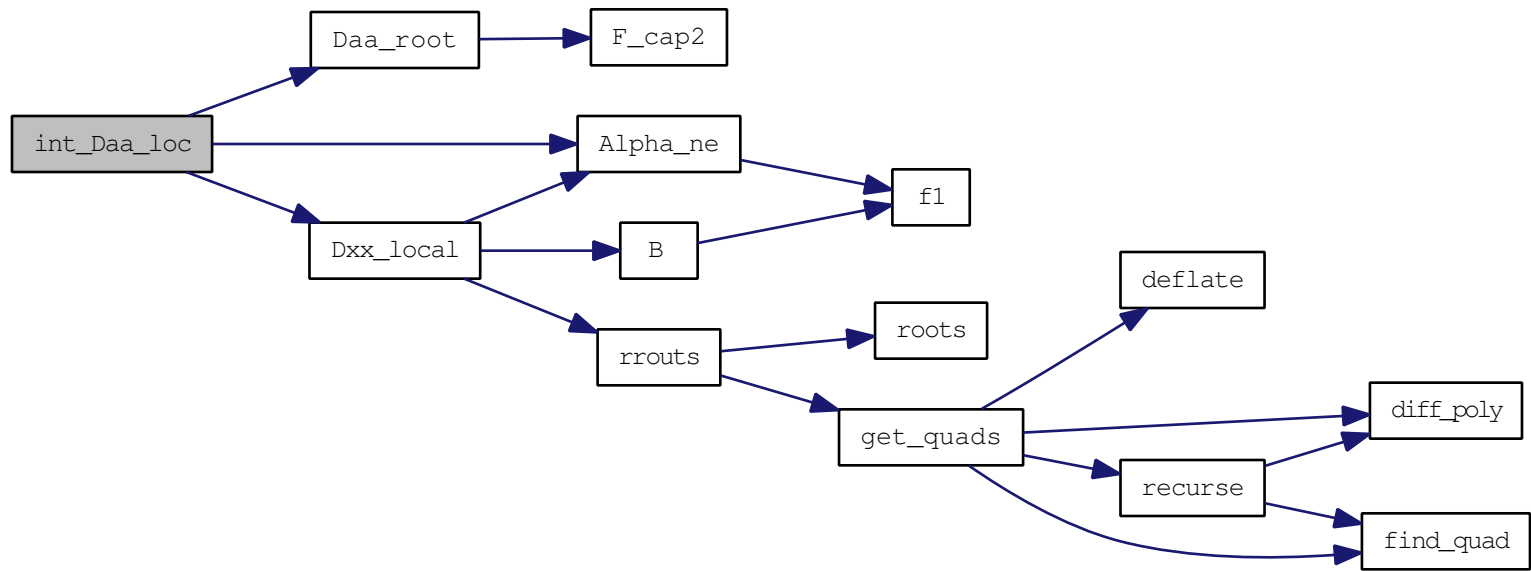 Daa_root
F_cap2
int_Daa_loc
Alpha_ne
f1
Dxx_local
B
deflate
roots
rrouts
diff_poly
get_quads
recurse
find_quad